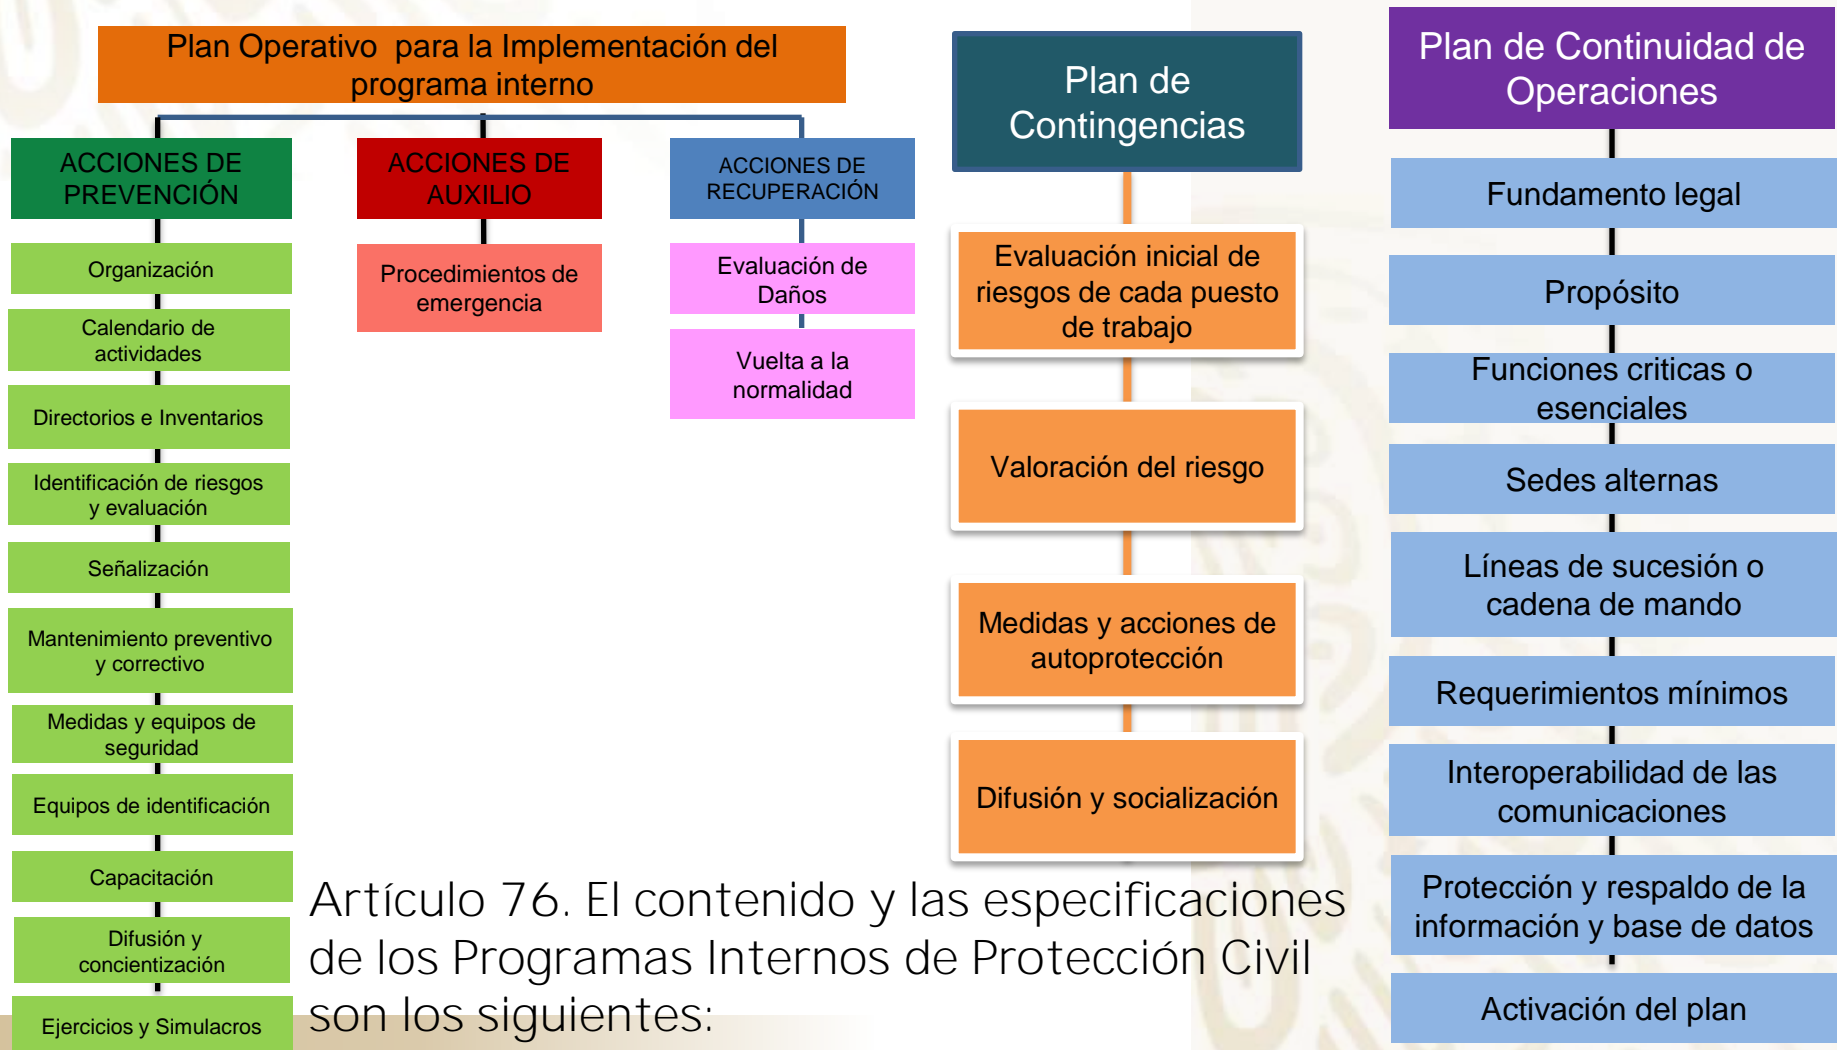 Plan Operativo para la Implementación del
programa interno
ACCIONES DE
PREVENCIÓN
Organización
Calendario de
actividades
Directorios e Inventarios
Identificación de riesgos
y evaluación
Señalización
Mantenimiento preventivo
y correctivo
Medidas y equipos de
seguridad
Equipos de identificación
Capacitación
Difusión y
concientización
Ejercicios y Simulacros
ACCIONES DE
AUXILIO
Procedimientos de
emergencia
ACCIONES DE
RECUPERACIÓN
Evaluación de
Daños
Vuelta a la
normalidad
Plan de
Contingencias
Evaluación inicial de
riesgos de cada puesto
de trabajo
Valoración del riesgo
Medidas y acciones de
autoprotección
Difusión y socialización
Plan de Continuidad de
Operaciones
Fundamento legal
Propósito
Funciones criticas o
esenciales
Sedes alternas
Líneas de sucesión o
cadena de mando
Requerimientos mínimos
Interoperabilidad de las
comunicaciones
Protección y respaldo de la
información y base de datos
Activación del plan
Artículo 76. El contenido y las especificaciones
de los Programas Internos de Protección Civil
son los siguientes: